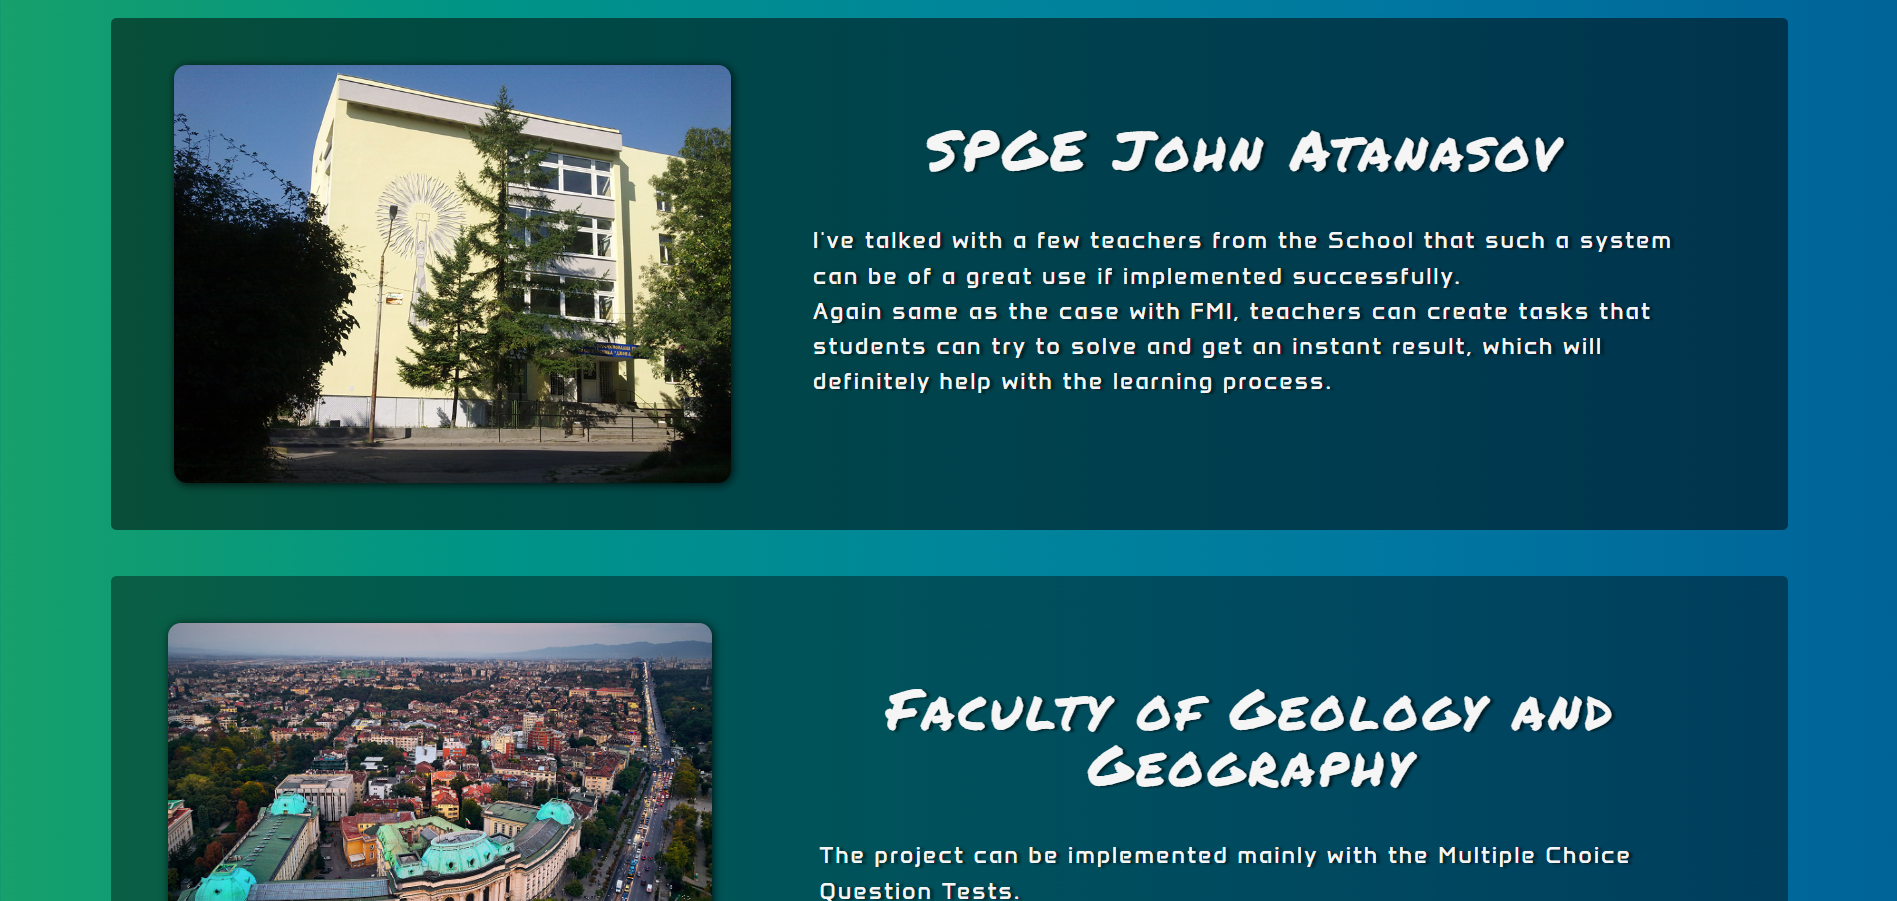 SPGE John Atanasov
I've talked with a few teachers from the School that such a system
can be of a great use if implemented successfully.
Again same as the case with FMI, teachers can create tasks that
students can try to solve and get an instant result, which will
definitely help with the learning process.
Faculty of Geology and
Geography
The project can be implemented mainly with the Multiple Choice
Question Tests.